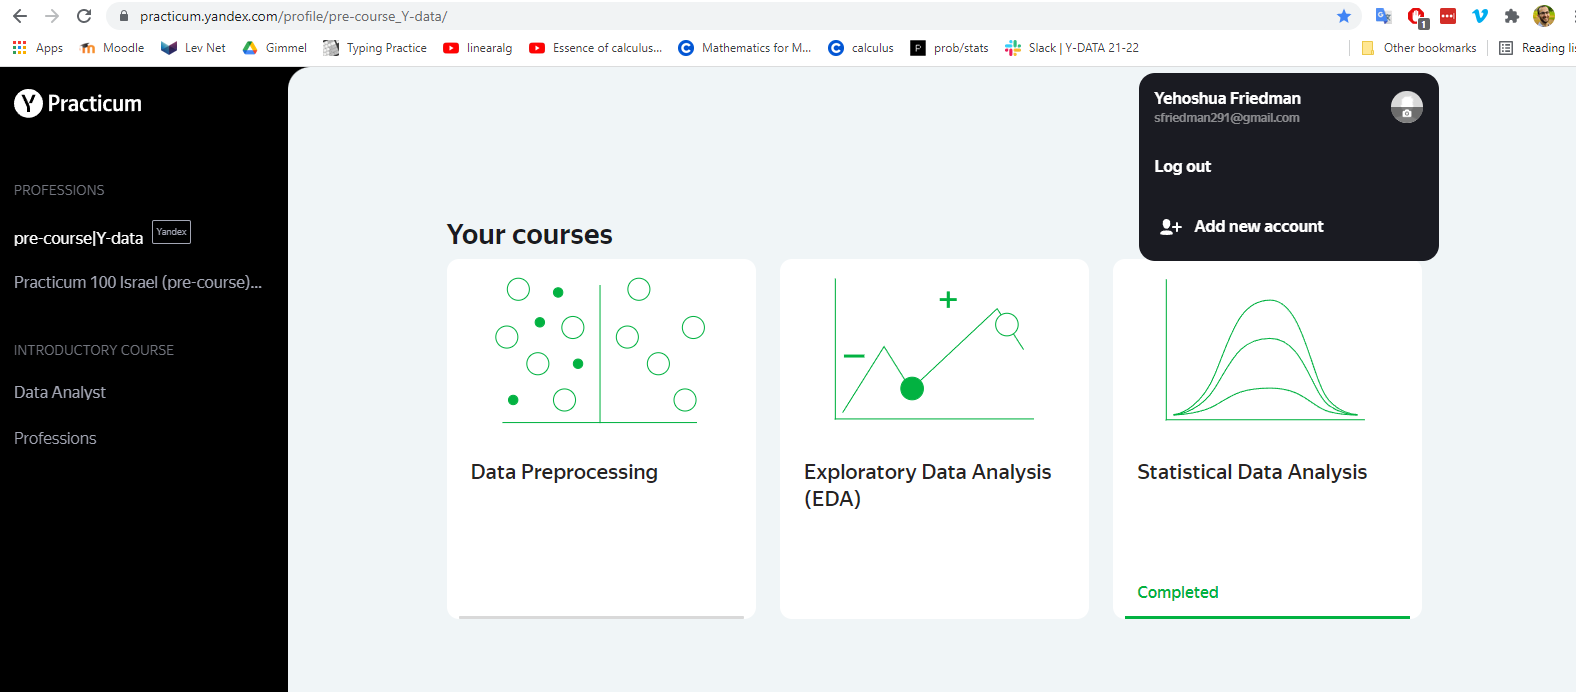 practicum.yandex.com/profile/pre-course_Y-data/
1
Apps
Moodle
Lev Net
Gimmel
Typing Practice
linearalg
Essence of calculus...
Mathematics for M...
calculus
P
prob/stats
Slack | Y-DATA 21-22
Other bookmarks
Reading lis
Y Practicum
Yehoshua Friedman
sfriedman291@gmail.com
Log out
Add new account
PROFESSIONS
pre-course|Y-data
Yandex
Practicum 100 Israel (pre-course)...
INTRODUCTORY COURSE
Data Analyst
Professions
Your courses
Data Preprocessing
Exploratory Data Analysis
(EDA)
Statistical Data Analysis
Completed